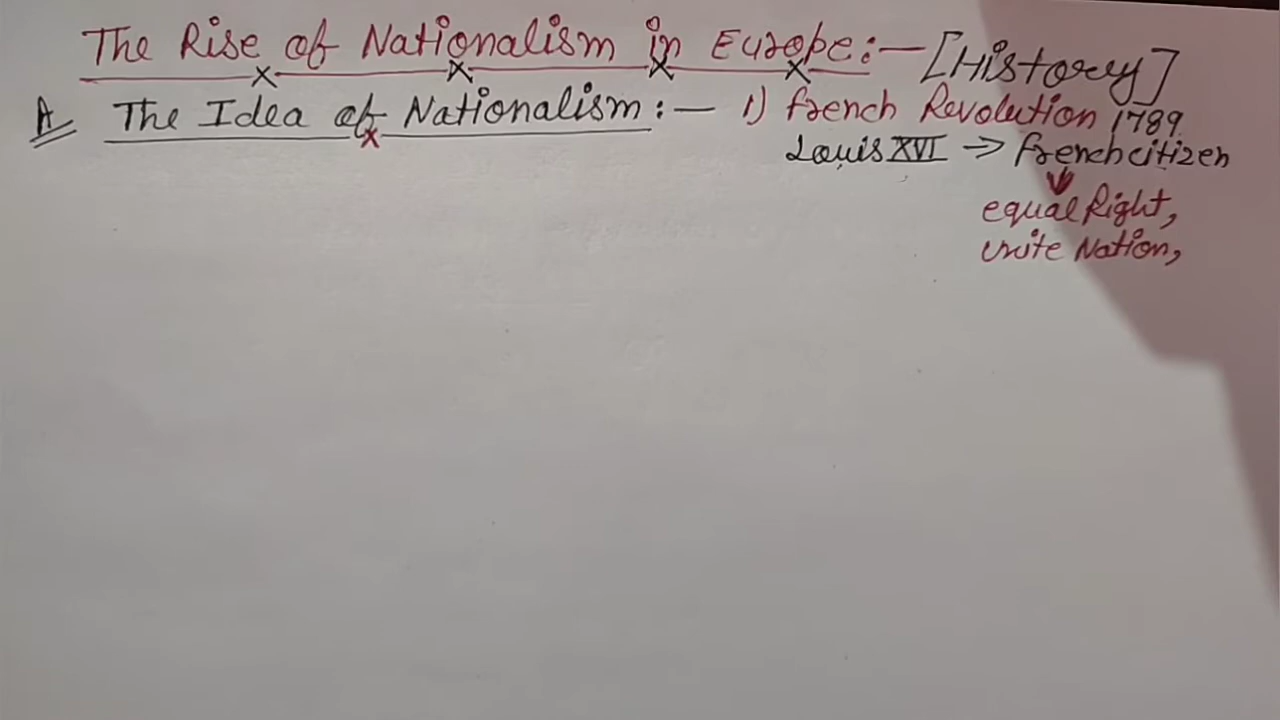 The Rise of Nationalism in Europe:- [History]
A The Idea of Nationalism:- 1) french Revolution 1789
Louis XVI → french citizen
equal Right,
unite Nation,